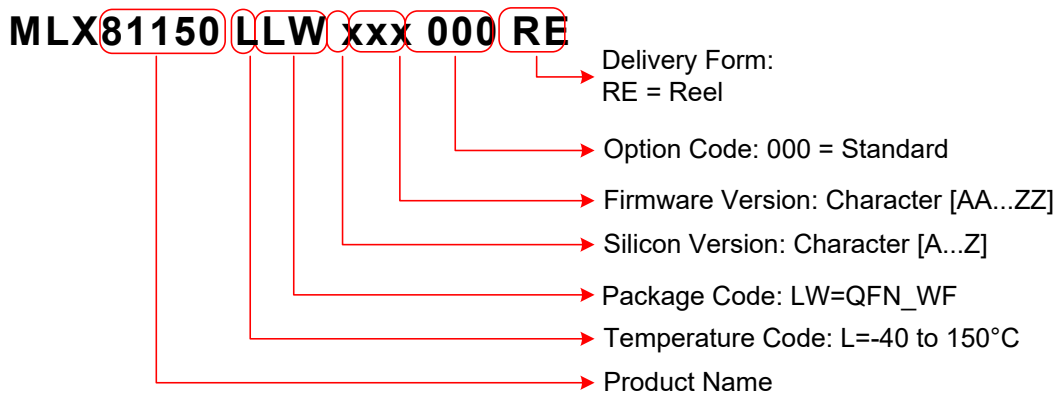 MLX81150 LLW xxx 000 RE
Delivery Form:
RE = Reel
Option Code: 000 = Standard
Firmware Version: Character [AA...ZZ]
Silicon Version: Character [A...Z]
Package Code: LW=QFN_WF
Temperature Code: L=-40 to 150°C
Product Name